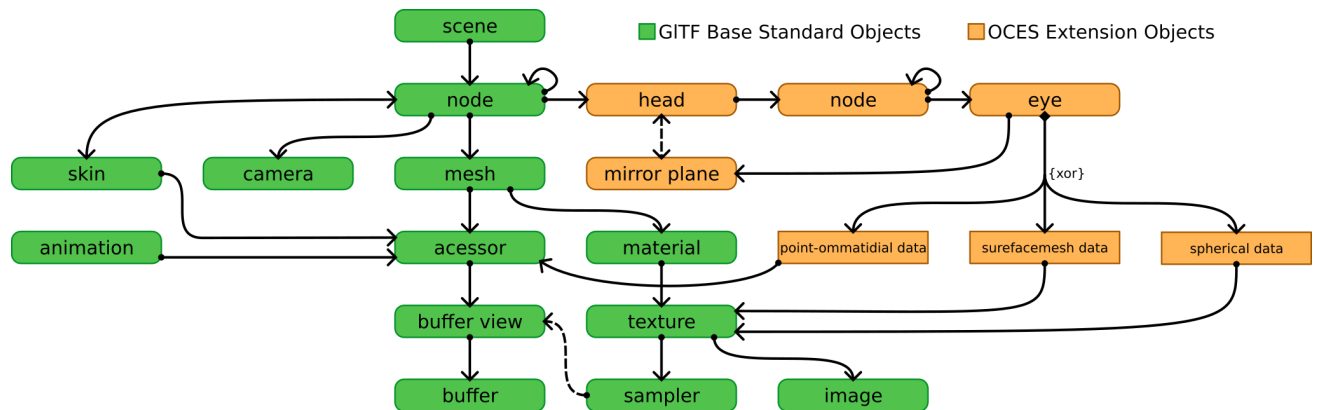 scene
GlTF Base Standard Objects
OCES Extension Objects
node
head
node
eye
skin
camera
mesh
mirror plane
{xor}
animation
acessor
material
point-ommatidial data
surefacemesh data
spherical data
buffer view
texture
buffer
sampler
image